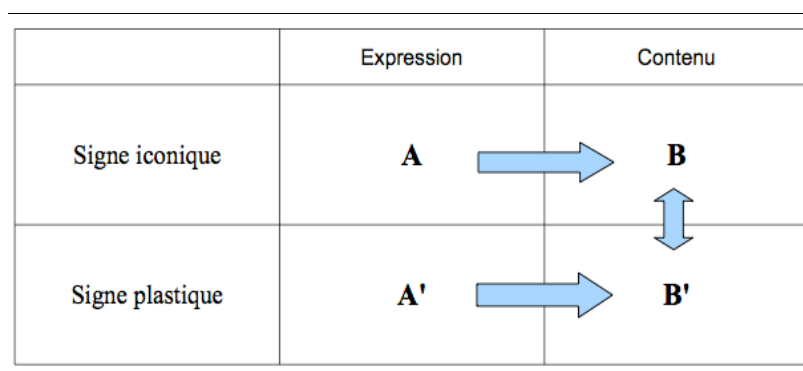 Expression Contenu
Signe iconique A B
Signe plastique A' B'